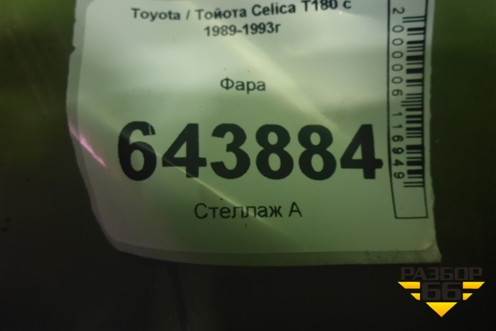 Toyota / Тойота Celica T180 с
1989-1993г
Фара
643884
Стеллаж А
2000006116949
РАЗБОР
66